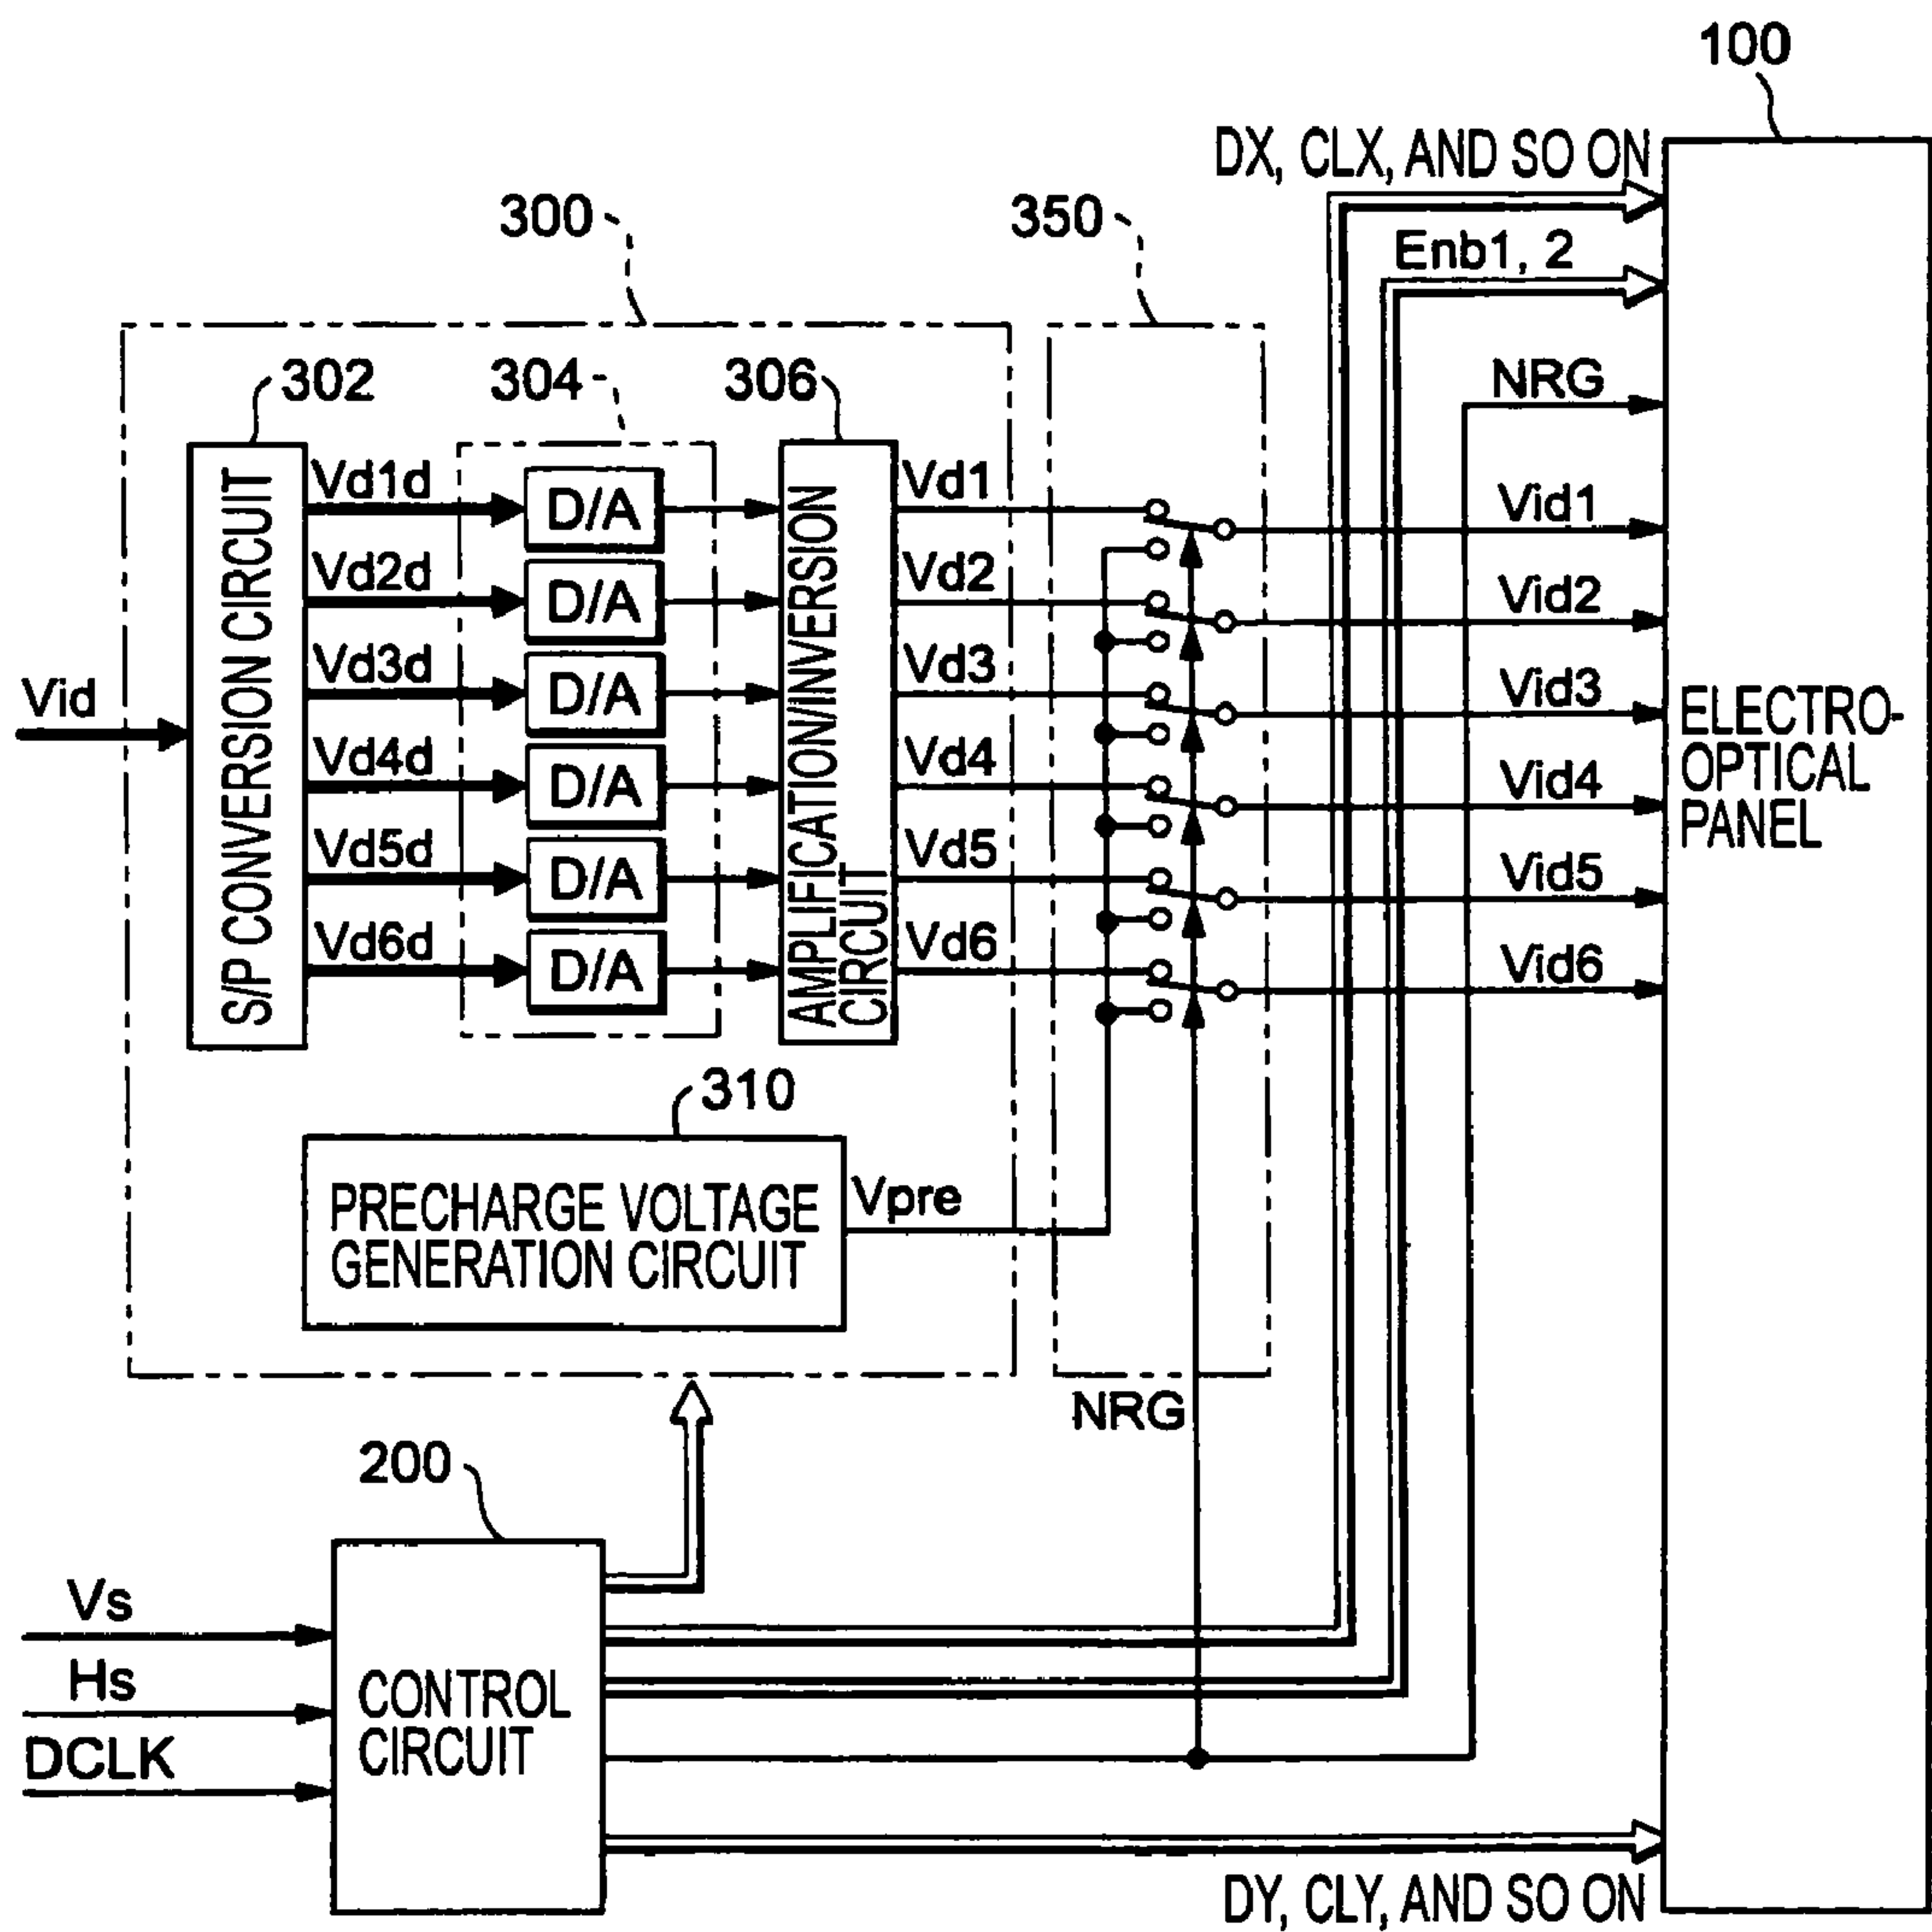 100
DX, CLX, AND SO ON
300
350
Enb1, 2
302
304
306
NRG
S/P CONVERSION CIRCUIT
Vd1d
D/A
Vd1
Vid1
Vd2d
D/A
Vd2
Vid2
Vd3d
D/A
Vd3
Vid3
Vid
Vd4d
D/A
Vd4
Vid4
Vd5d
D/A
Vd5
Vid5
Vd6d
D/A
Vd6
Vid6
AMPLIFICATION/INVERSION
CIRCUIT
ELECTRO-
OPTICAL
PANEL
310
PRECHARGE VOLTAGE
GENERATION CIRCUIT
Vpre
NRG
200
Vs
Hs
DCLK
CONTROL
CIRCUIT
DY, CLY, AND SO ON